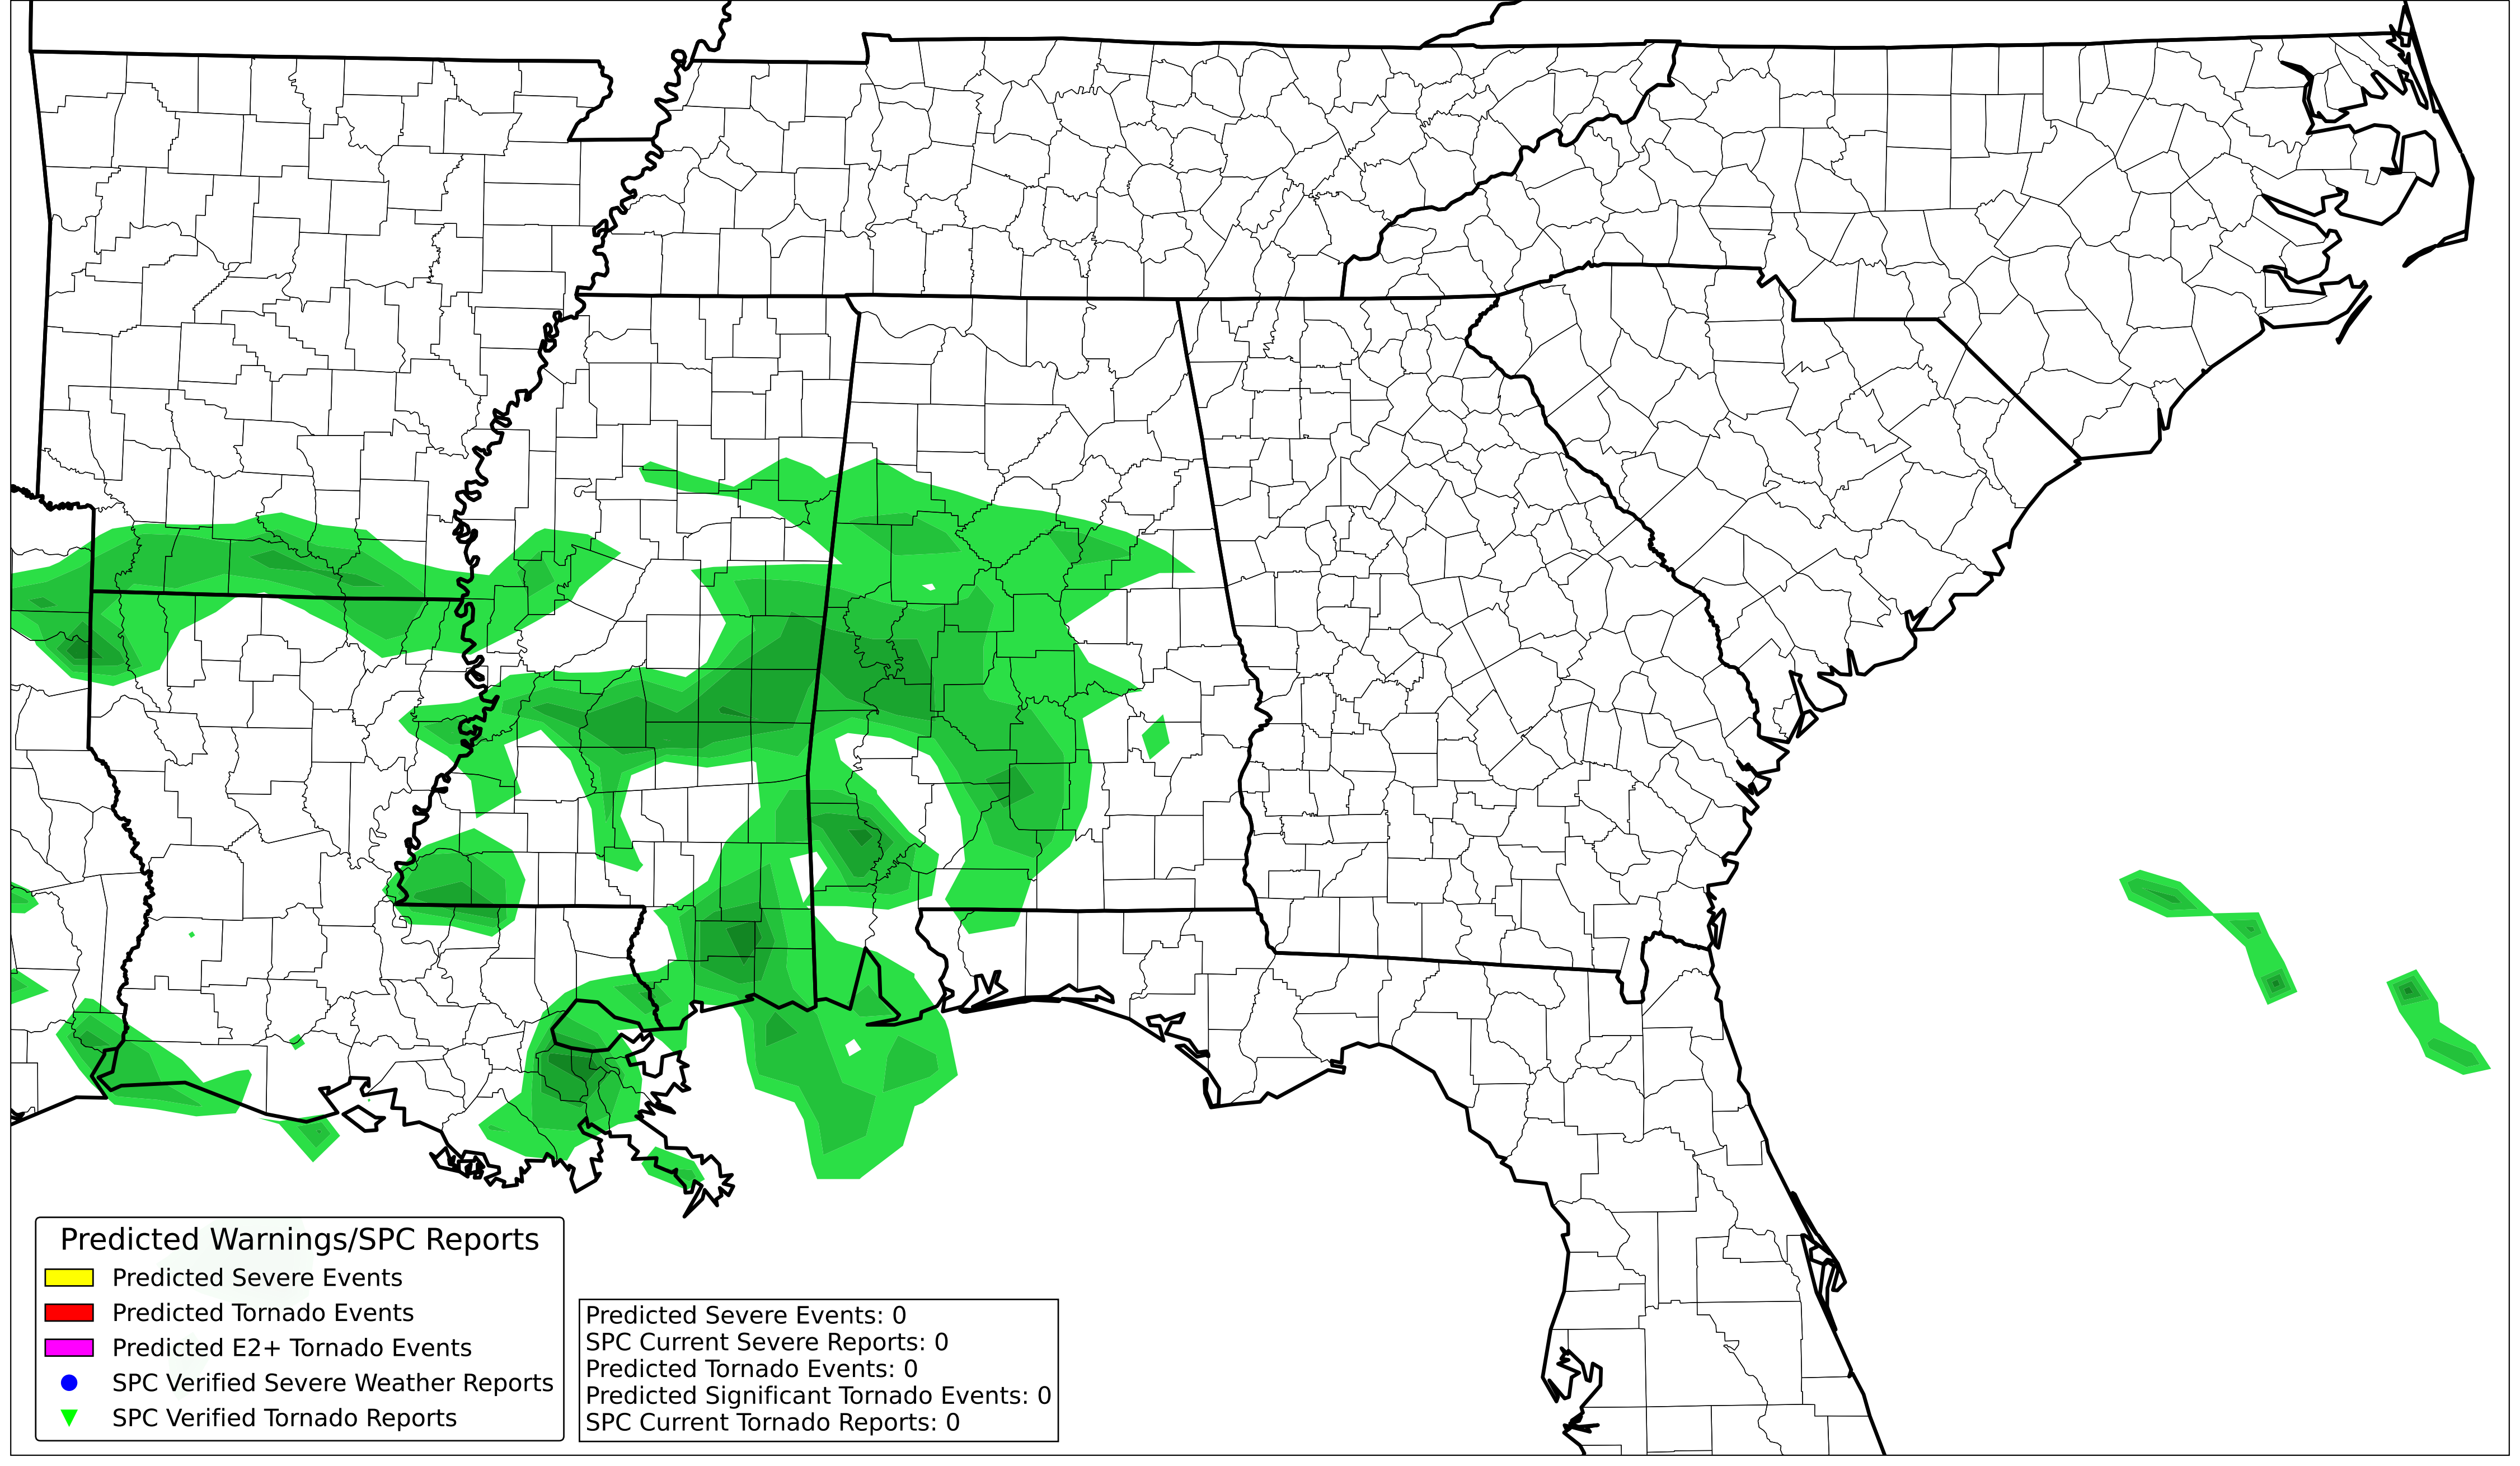 Predicted Warnings/SPC Reports
Predicted Severe Events
Predicted Tornado Events
Predicted E2+ Tornado Events
SPC Verified Severe Weather Reports
SPC Verified Tornado Reports
Predicted Severe Events: 0
SPC Current Severe Reports: 0
Predicted Tornado Events: 0
Predicted Significant Tornado Events: 0
SPC Current Tornado Reports: 0